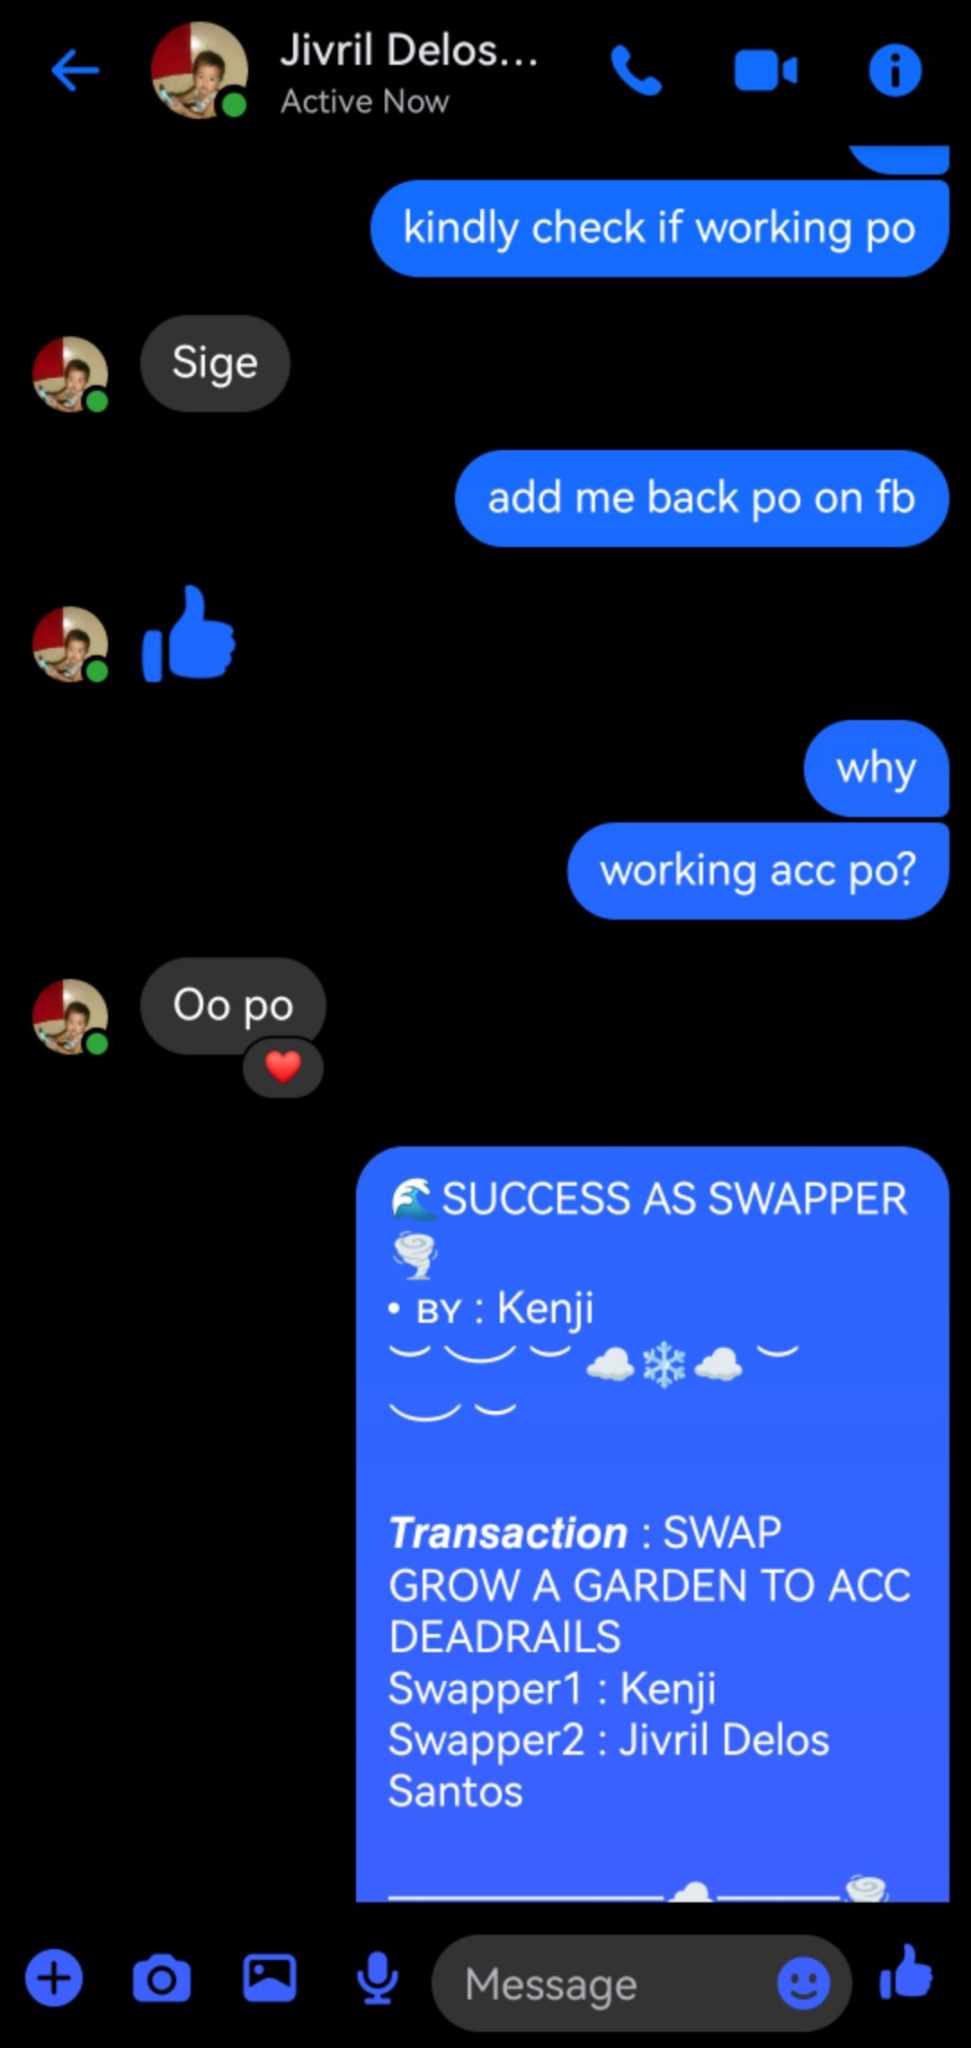 Jivril Delos...
Active Now
kindly check if working po
Sige
add me back po on fb
why
working acc po?
Oo po
🌊SUCCESS AS SWAPPER
🌪️
• ʙʏ : Kenji
︶ ⏝ ︶ ☁️❄️☁️ ︶
⏝ ︶
Transaction : SWAP
GROW A GARDEN TO ACC
DEADRAILS
Swapper1 : Kenji
Swapper2 : Jivril Delos
Santos
Message